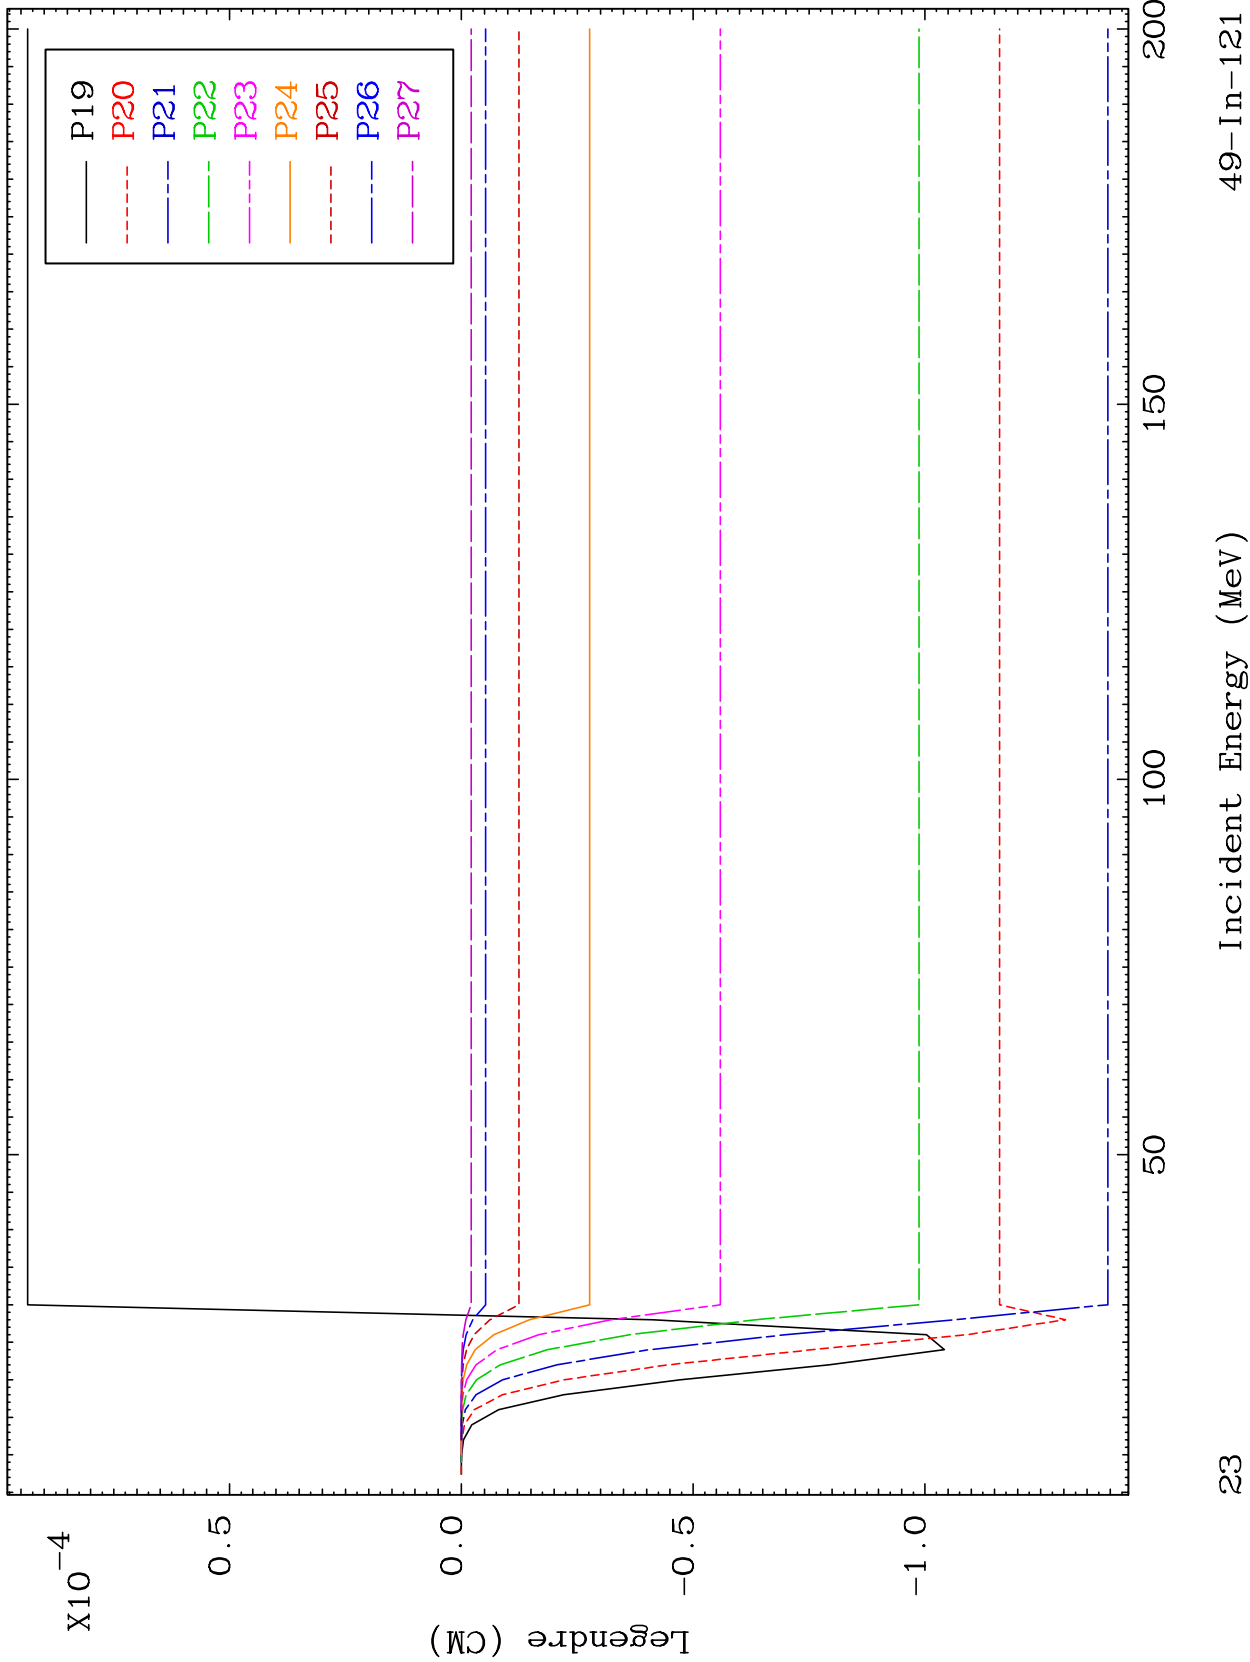 X10-4
P19
P20
P21
P22
P23
P24
P25
P26
P27
0.5
0.0
-0.5
-1.0
Legendre (CM)
50
100
150
200
Incident Energy (MeV)
23
49-In-121